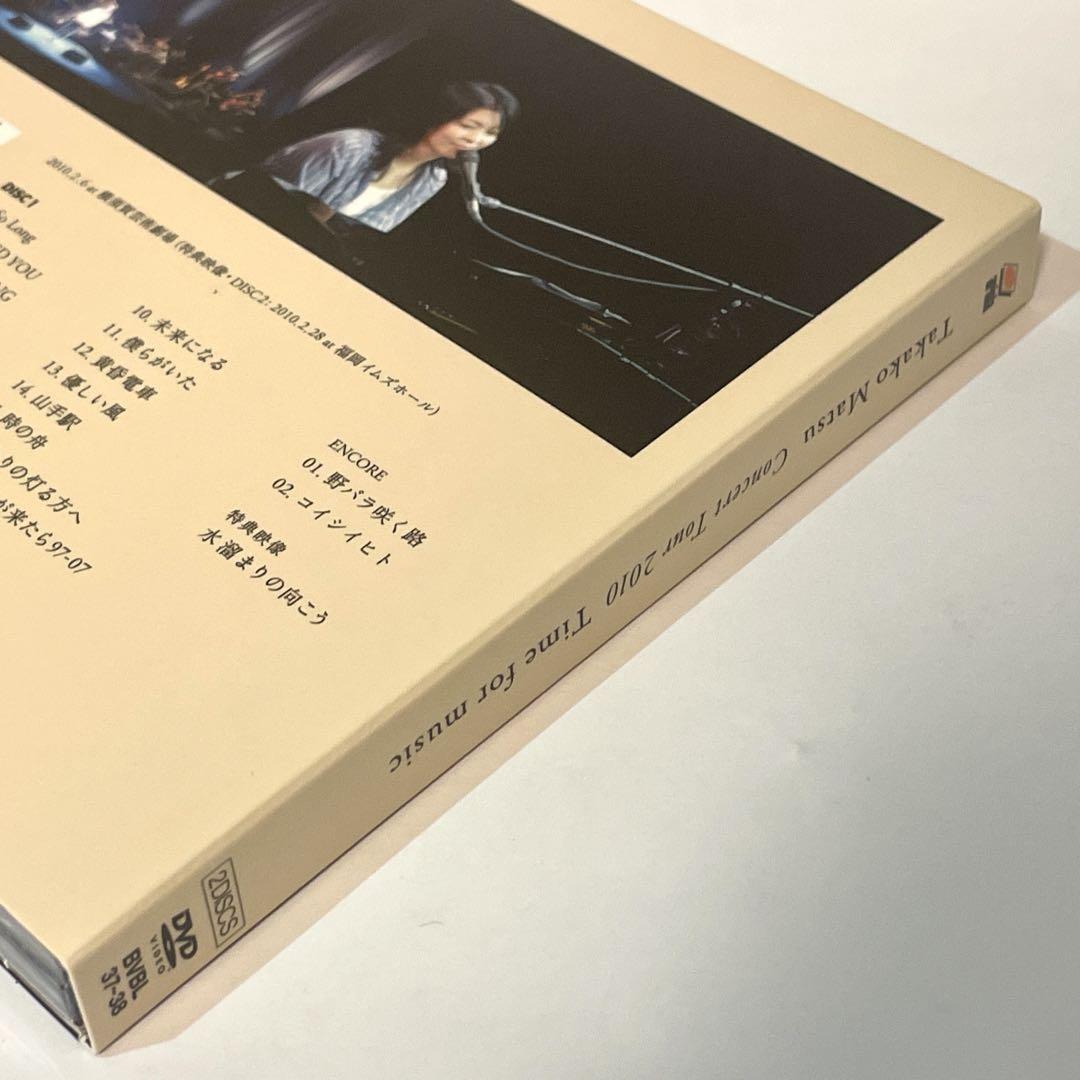 2010.2.6 at 横須賀芸術劇場 (特典映像・DISC2: 2010.2.28 at 福岡イムズホール)
DISC1
So Long
D YOU
NG
10. 未来になる
11. 僕らがいた
12. 黄昏電車
13. 優しい風
14. 山手駅
時の舟
りの灯る方へ
が来たら97-07
ENCORE
01. 野バラ咲く路
02. コイシイヒト
特典映像
水溜まりの向こう
Takako Matsu Concert Tour 2010 Time for music
2DISCS
DVD
VIDEO
BVBL
37~38